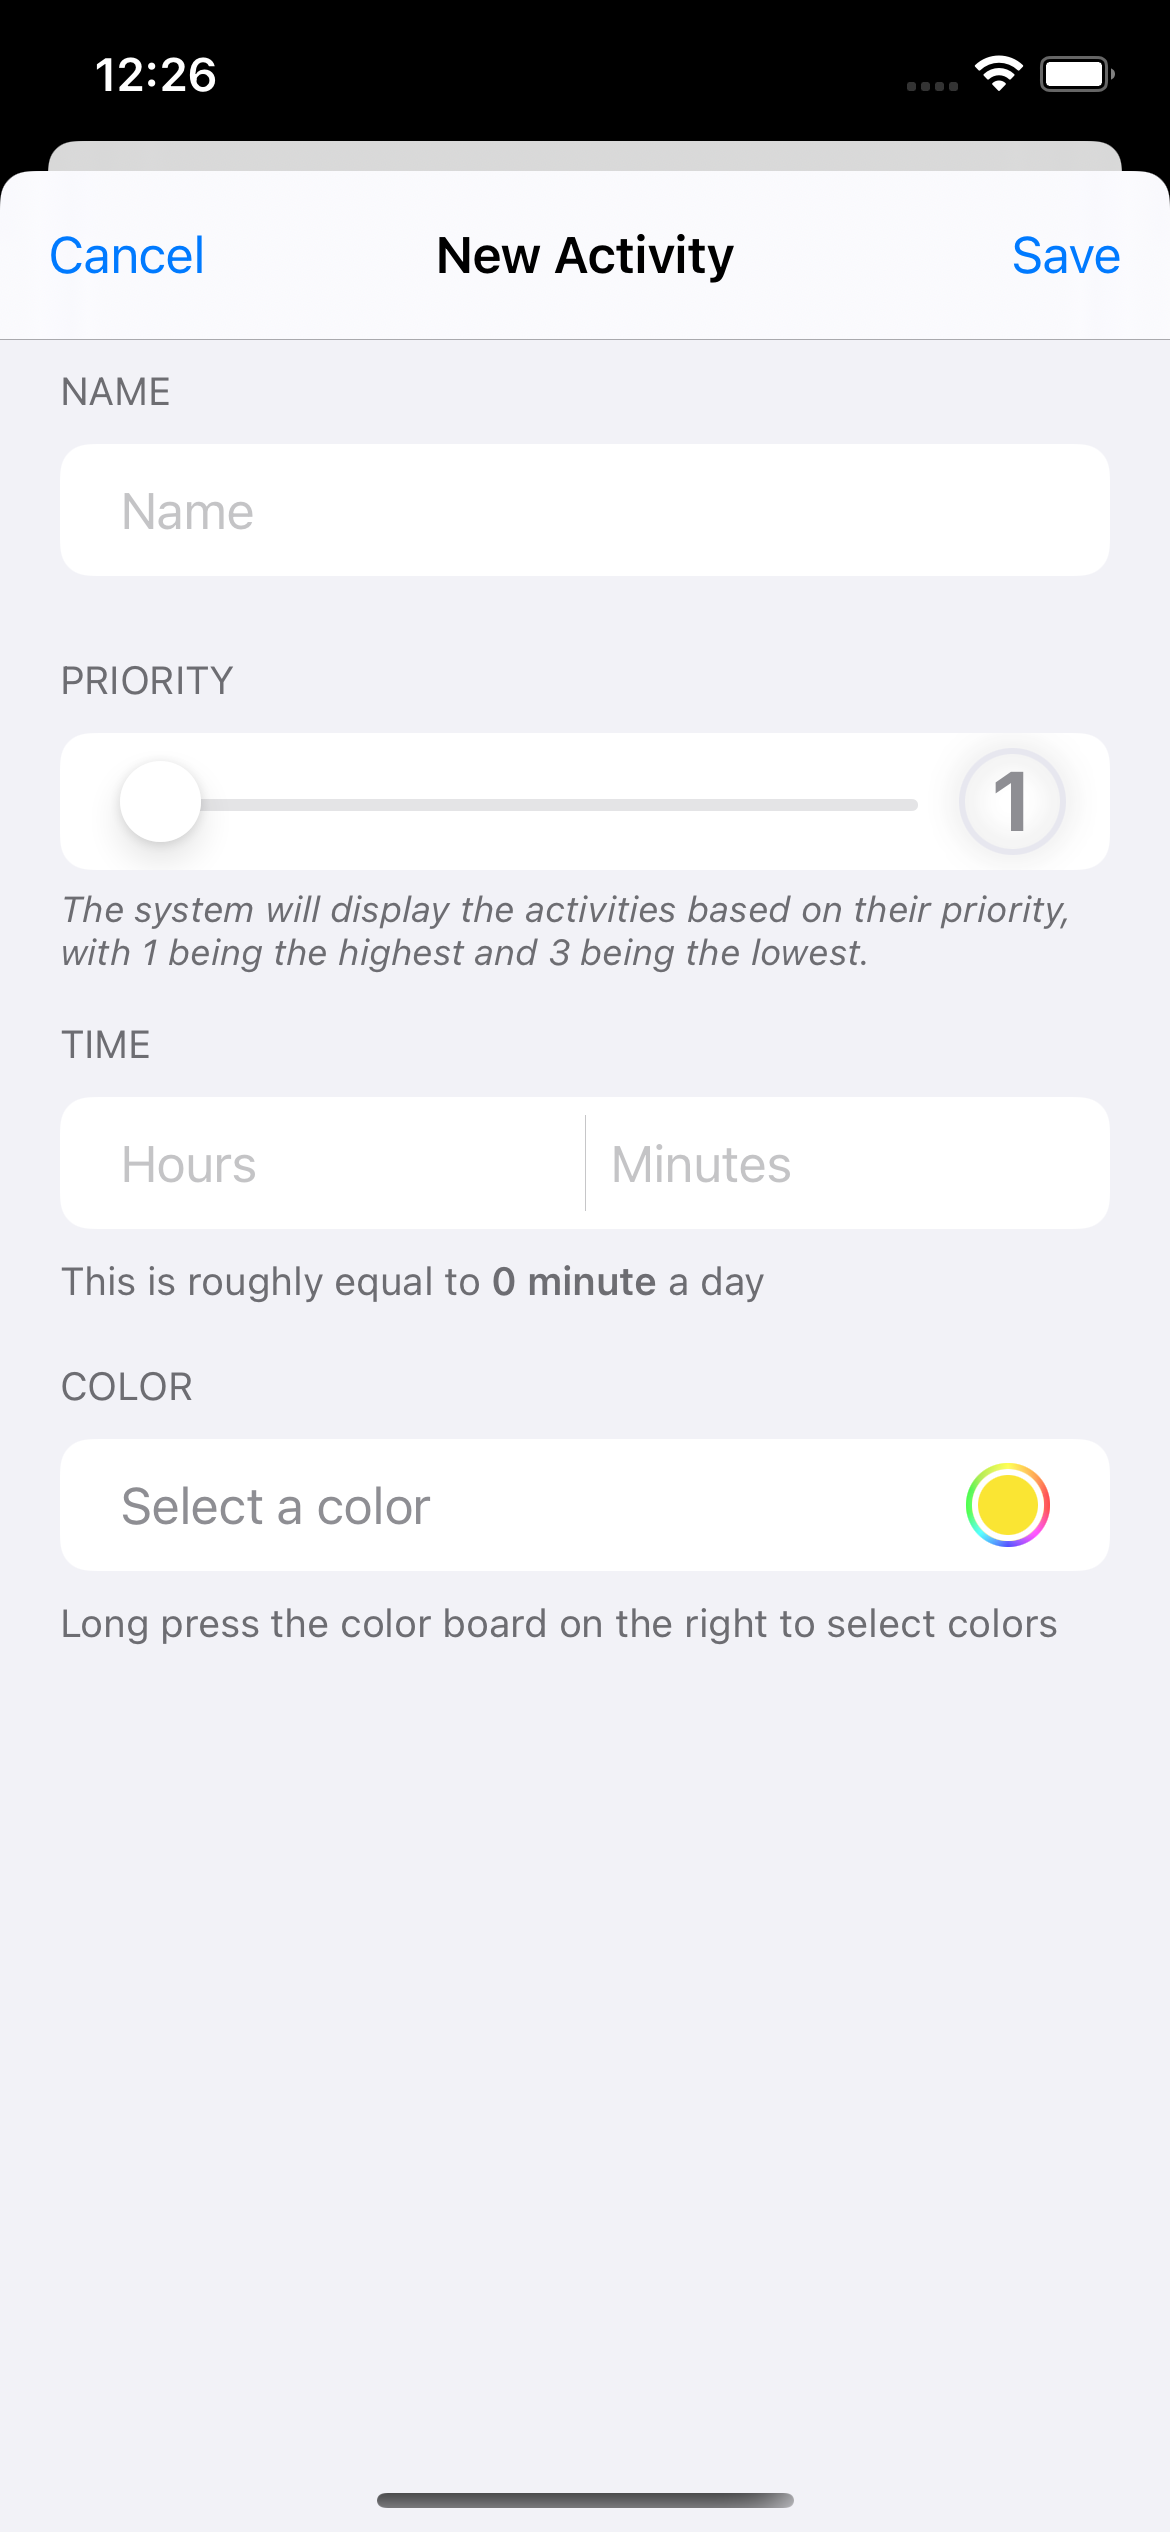 12:26
Cancel
New Activity
Save
NAME
Name
PRIORITY
1
The system will display the activities based on their priority,
with 1 being the highest and 3 being the lowest.
TIME
Hours
Minutes
This is roughly equal to 0 minute a day
COLOR
Select a color
Long press the color board on the right to select colors